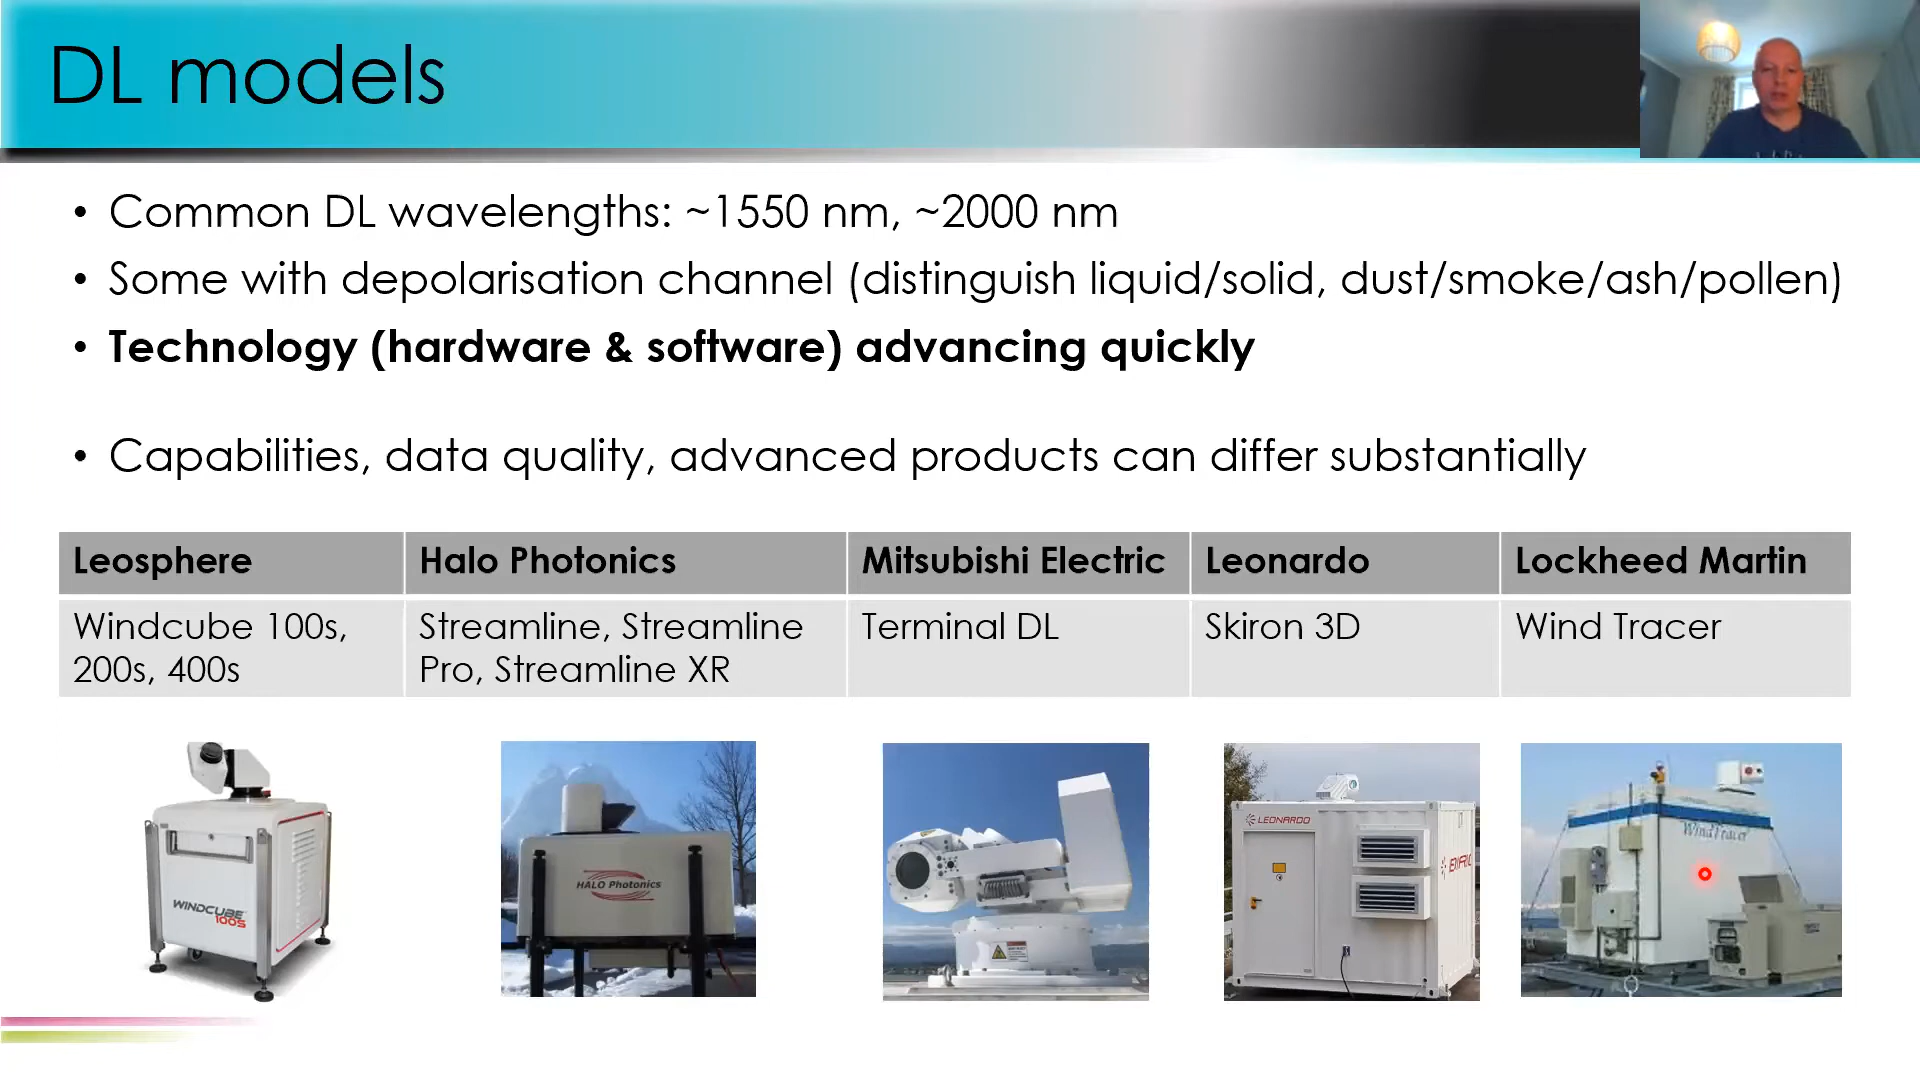 DL models
• Common DL wavelengths: ~1550 nm, ~2000 nm
• Some with depolarisation channel (distinguish liquid/solid, dust/smoke/ash/pollen)
• Technology (hardware & software) advancing quickly
• Capabilities, data quality, advanced products can differ substantially
Leosphere
Halo Photonics
Mitsubishi Electric
Leonardo
Lockheed Martin
Windcube 100s,
200s, 400s
Streamline, Streamline
Pro, Streamline XR
Terminal DL
Skiron 3D
Wind Tracer
WINDCUBE
100S
HALO Photonics
LEONARDO
WindTracer